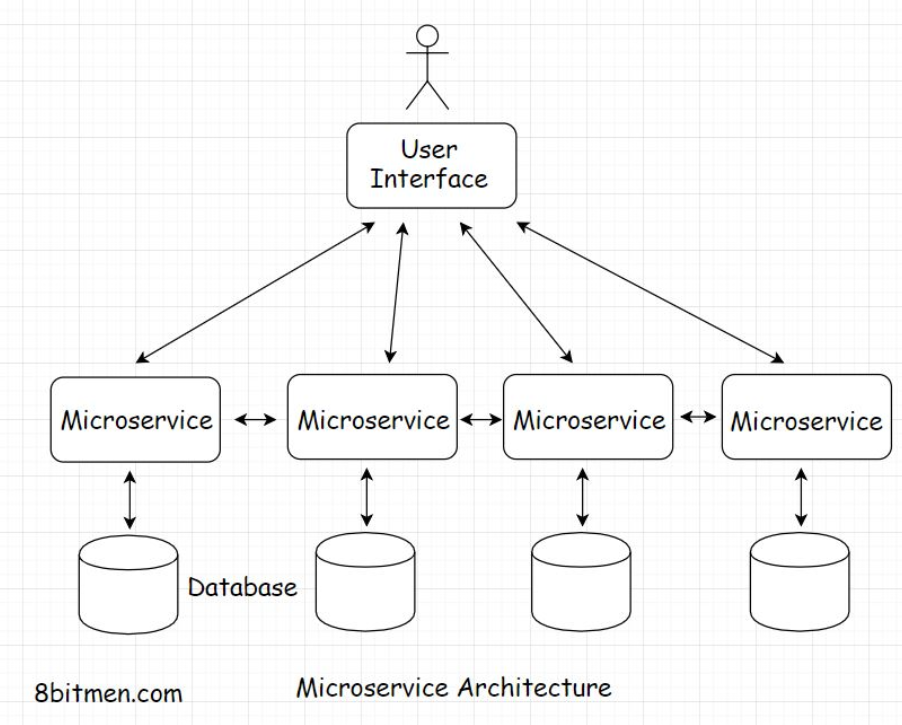 User
Interface
Microservice
Microservice
Microservice
Microservice
Database
8bitmen.com
Microservice Architecture